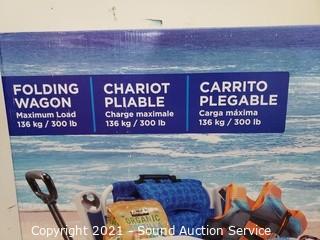 FOLDING
WAGON
Maximum Load
136 kg / 300 lb
CHARIOT
PLIABLE
Charge maximale
136 kg / 300 lb
CARRITO
PLEGABLE
Carga máxima
136 kg / 300 lb
ORGANIC
Copyright 2021 - Sound Auction Service